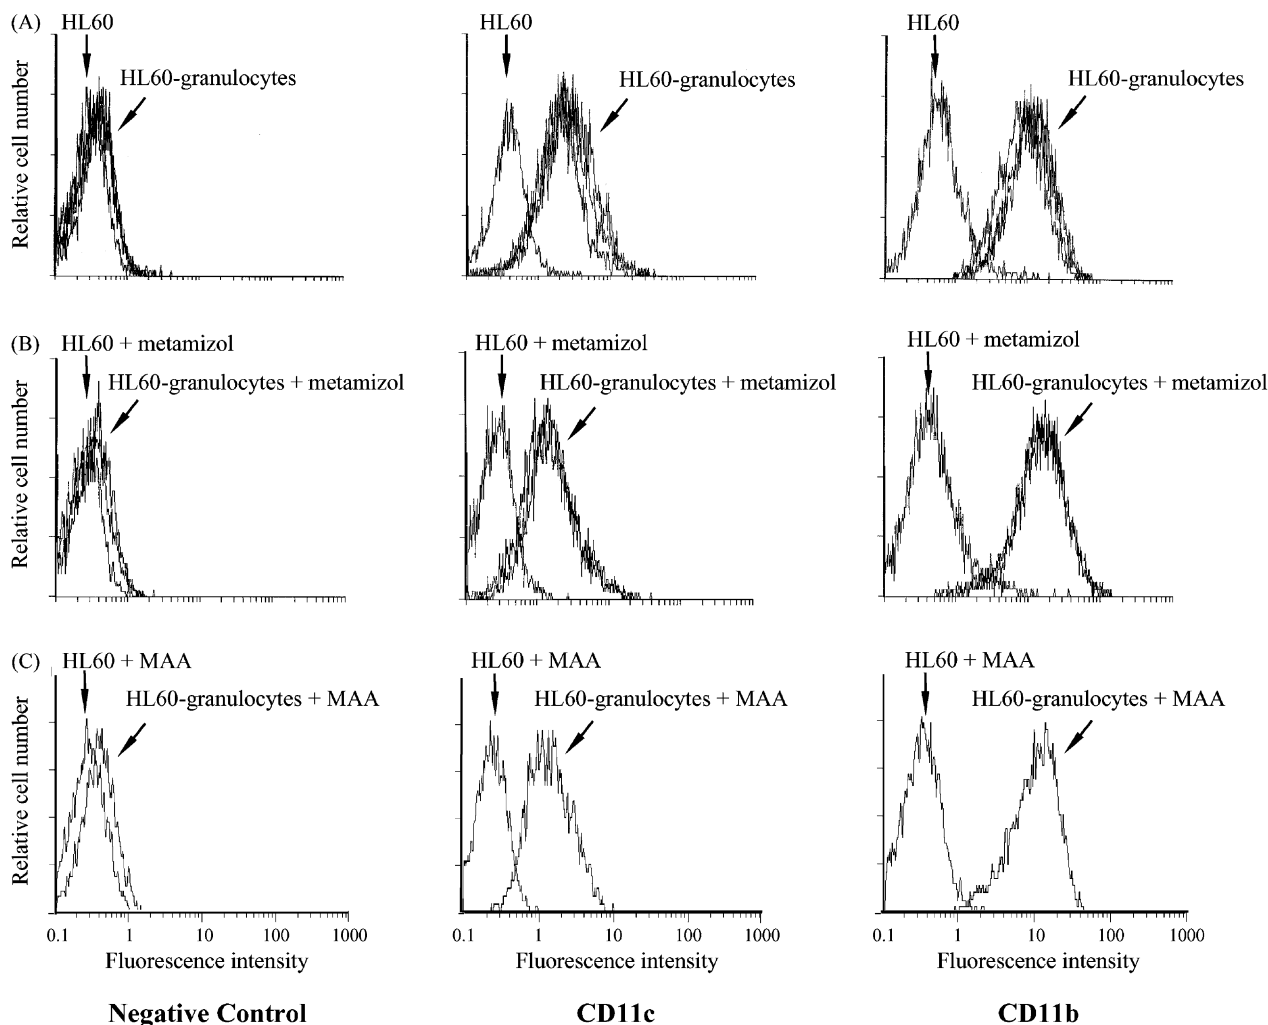 (A) HL60 HL60 HL60
HL60-granulocytes HL60-granulocytes HL60-granulocytes
Relative cell number
(B) HL60 + metamizol HL60 + metamizol HL60 + metamizol
HL60-granulocytes + metamizol HL60-granulocytes + metamizol HL60-granulocytes + metamizol
Relative cell number
(C) HL60 + MAA HL60 + MAA HL60 + MAA
HL60-granulocytes + MAA HL60-granulocytes + MAA HL60-granulocytes + MAA
Relative cell number
0.1 1 10 100 1000 0.1 1 10 100 1000 0.1 1 10 100 1000
Fluorescence intensity Fluorescence intensity Fluorescence intensity
Negative Control CD11c CD11b